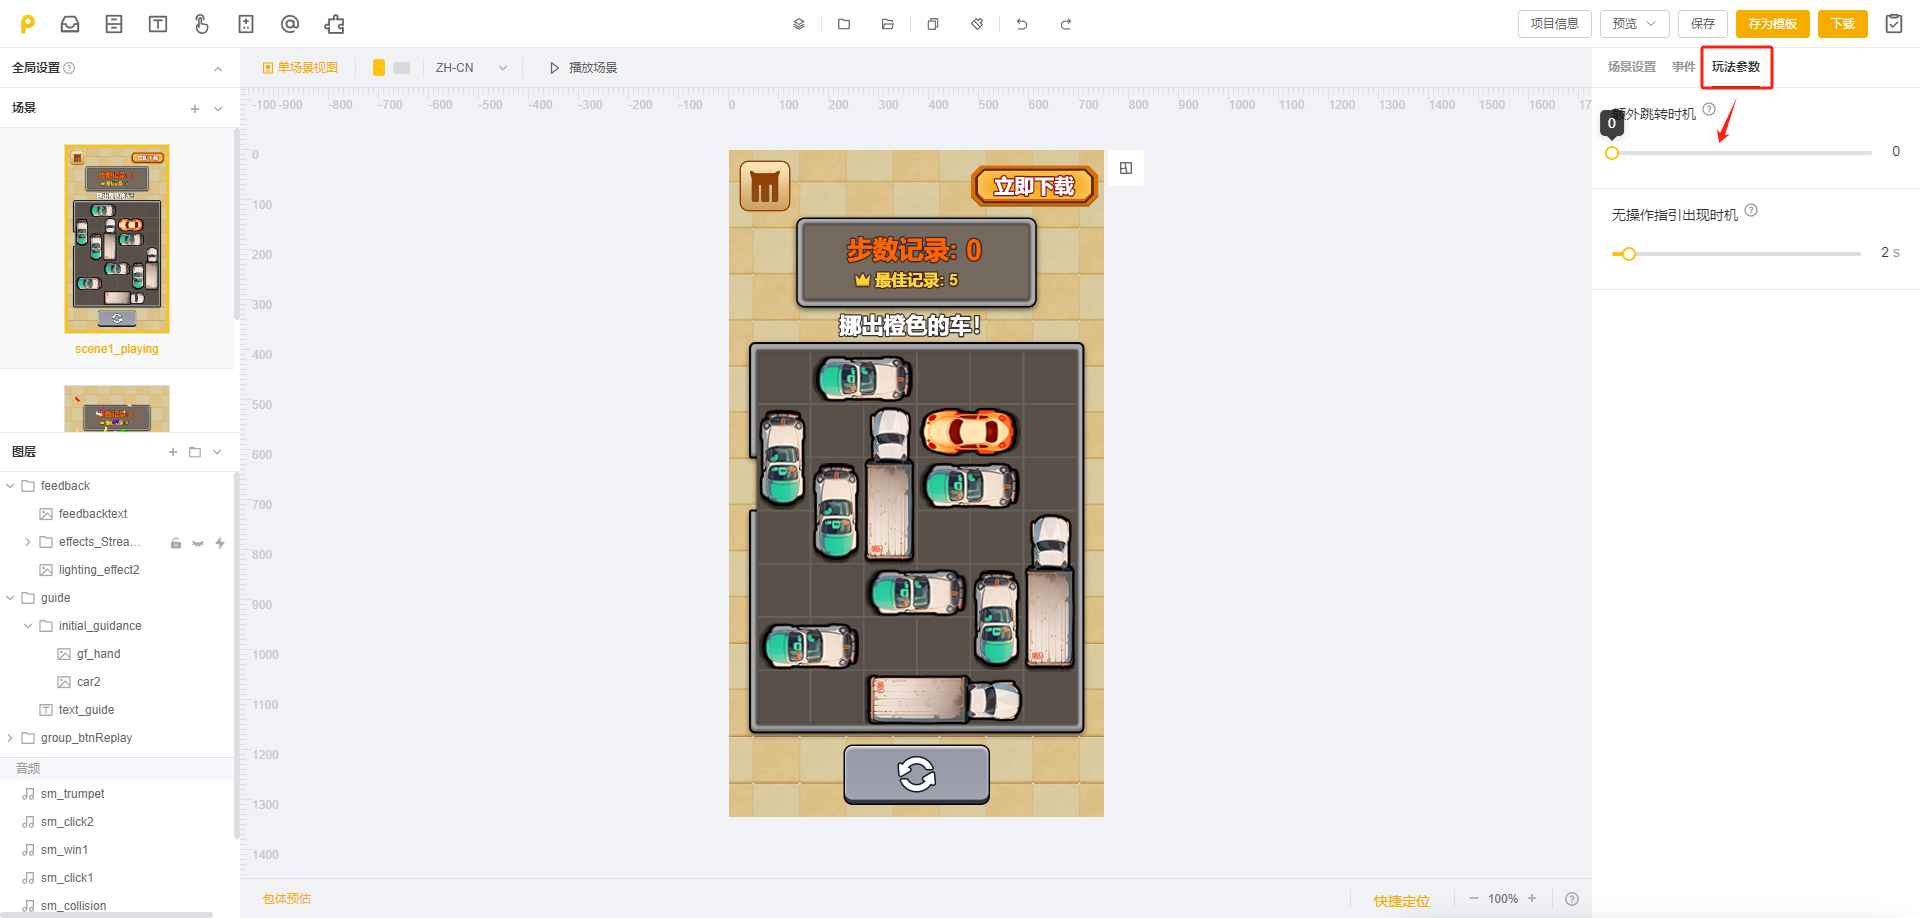 项目信息
预览
保存
存为模板
下载
全局设置
单场景视图
ZH-CN
播放场景
场景设置
事件
玩法参数
场景
-100
-900
-800
-700
-600
-500
-400
-300
-200
-100
0
100
200
300
400
500
600
700
800
900
1000
1100
1200
1300
1400
1500
1600
17
额外跳转时机
0
0
无操作指引出现时机
2 s
0
100
200
300
400
500
600
700
800
900
1000
1100
1200
1300
1400
立即下载
步数记录: 0
最佳记录: 5
挪出橙色的车!
scene1_playing
图层
feedback
feedbacktext
effects_Strea...
lighting_effect2
guide
initial_guidance
gf_hand
car2
text_guide
group_btnReplay
音频
sm_trumpet
sm_click2
sm_win1
sm_click1
sm_collision
包体预估
快捷定位
100%